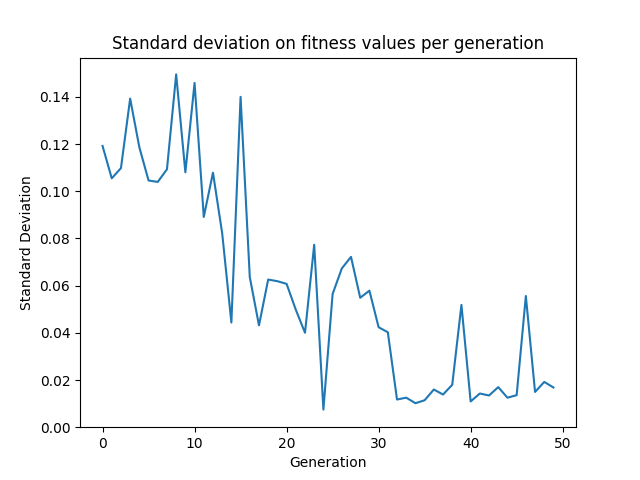 Standard deviation on fitness values per generation
Standard Deviation
0.14
0.12
0.10
0.08
0.06
0.04
0.02
0.00
0 10 20 30 40 50
Generation